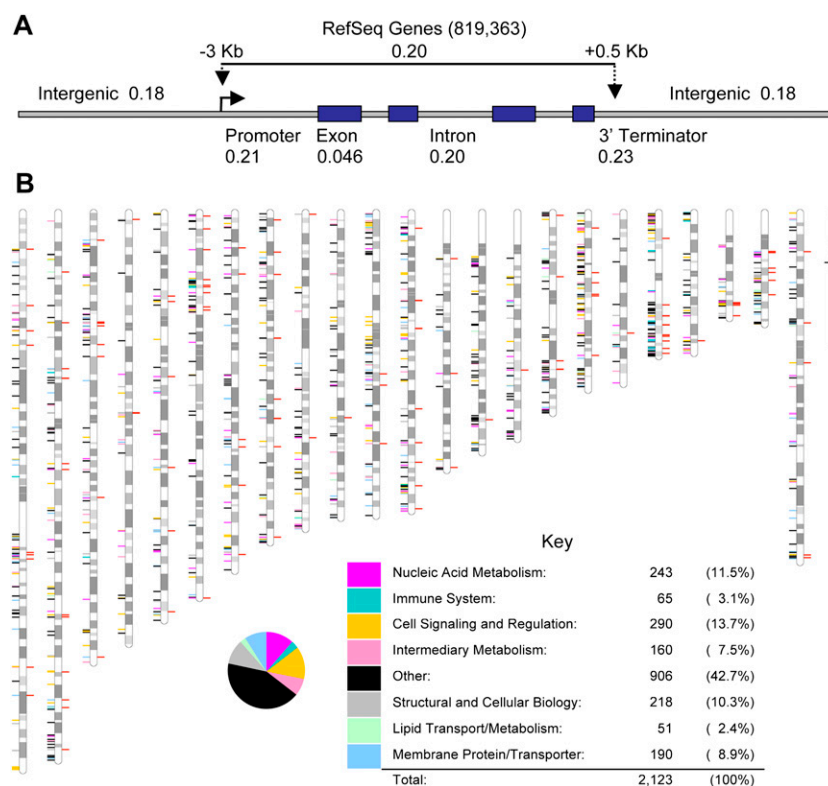 A
RefSeq Genes (819,363)
-3 Kb 0.20 +0.5 Kb
Intergenic 0.18 Intergenic 0.18
Promoter Exon Intron 3' Terminator
0.21 0.046 0.20 0.23
B
Key
Nucleic Acid Metabolism: 243 (11.5%)
Immune System: 65 ( 3.1%)
Cell Signaling and Regulation: 290 (13.7%)
Intermediary Metabolism: 160 ( 7.5%)
Other: 906 (42.7%)
Structural and Cellular Biology: 218 (10.3%)
Lipid Transport/Metabolism: 51 ( 2.4%)
Membrane Protein/Transporter: 190 ( 8.9%)
Total: 2,123 (100%)